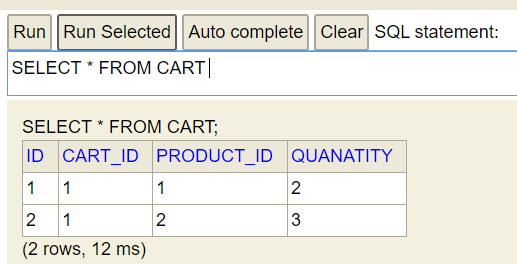 Run Run Selected Auto complete Clear SQL statement:
SELECT * FROM CART
SELECT * FROM CART;
ID CART_ID PRODUCT_ID QUANATITY
1 1 1 2
2 1 2 3
(2 rows, 12 ms)